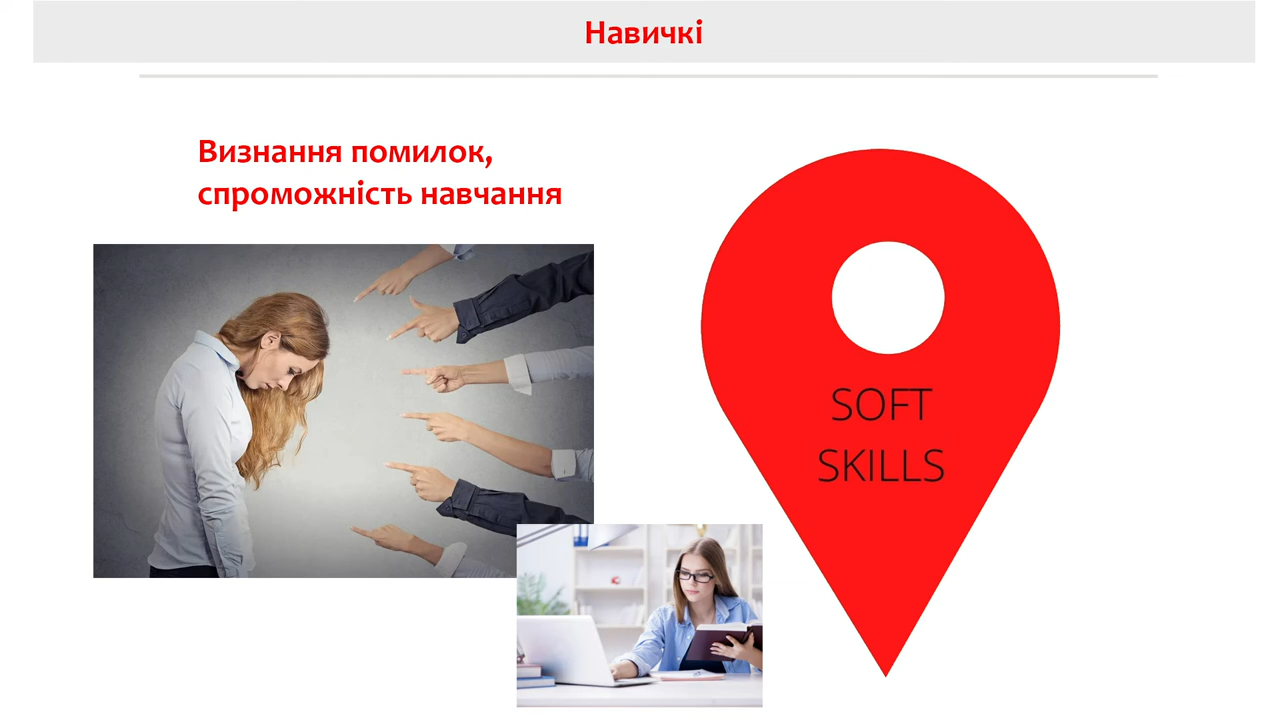 Навичкі
Визнання помилок,
спроможність навчання
SOFT
SKILLS